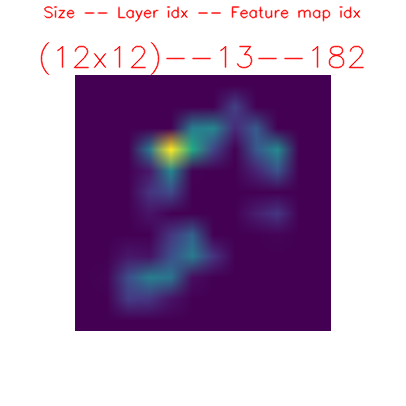 Size -- Layer idx -- Feature map idx
(12x12)--13--182